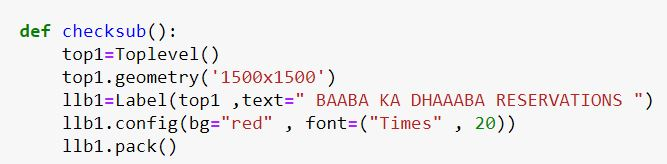 def checksub():
    top1=Toplevel()
    top1.geometry('1500x1500')
    llb1=Label(top1 ,text=" BAABA KA DHAAABA RESERVATIONS ")
    llb1.config(bg="red" , font=("Times" , 20))
    llb1.pack()